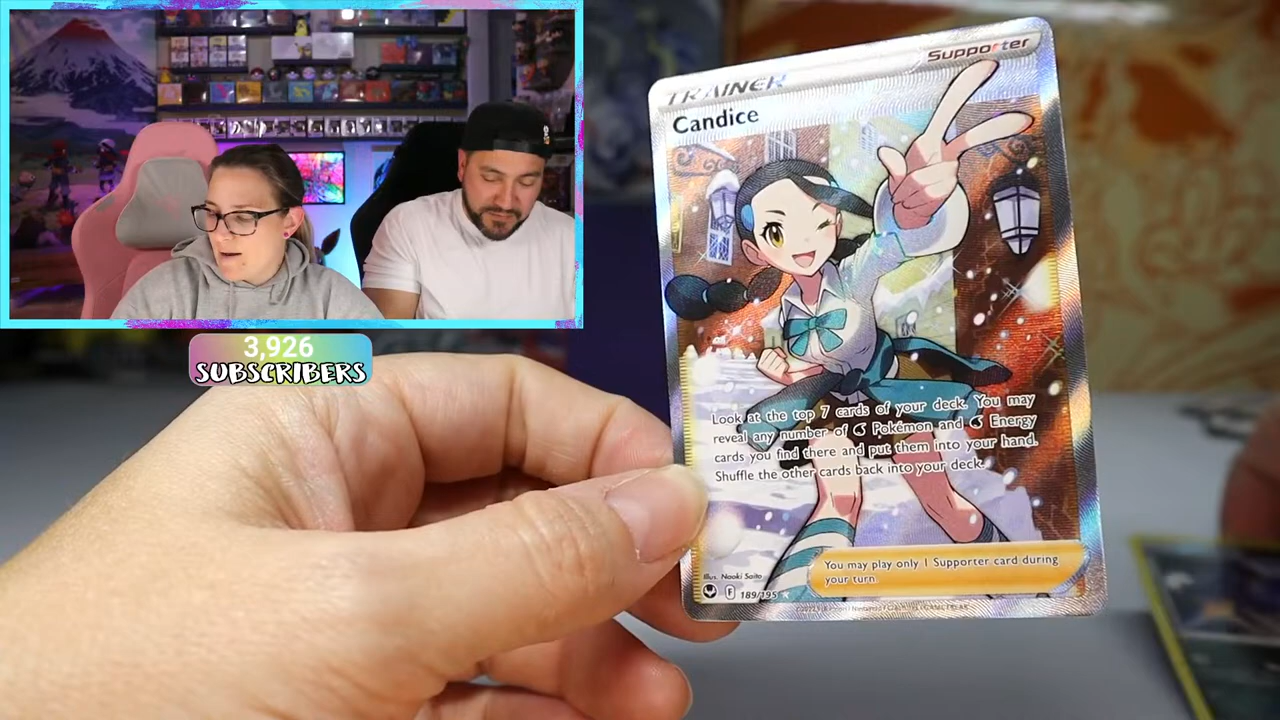 3,926
SUBSCRIBERS
TRAINER
Supporter
Candice
Look at the top 7 cards of your deck. You may
reveal any number of Pokémon and Energy
cards you find there and put them into your hand.
Shuffle the other cards back into your deck.
You may play only 1 Supporter card during
your turn.
Illus. Naoki Saito
F 189/195